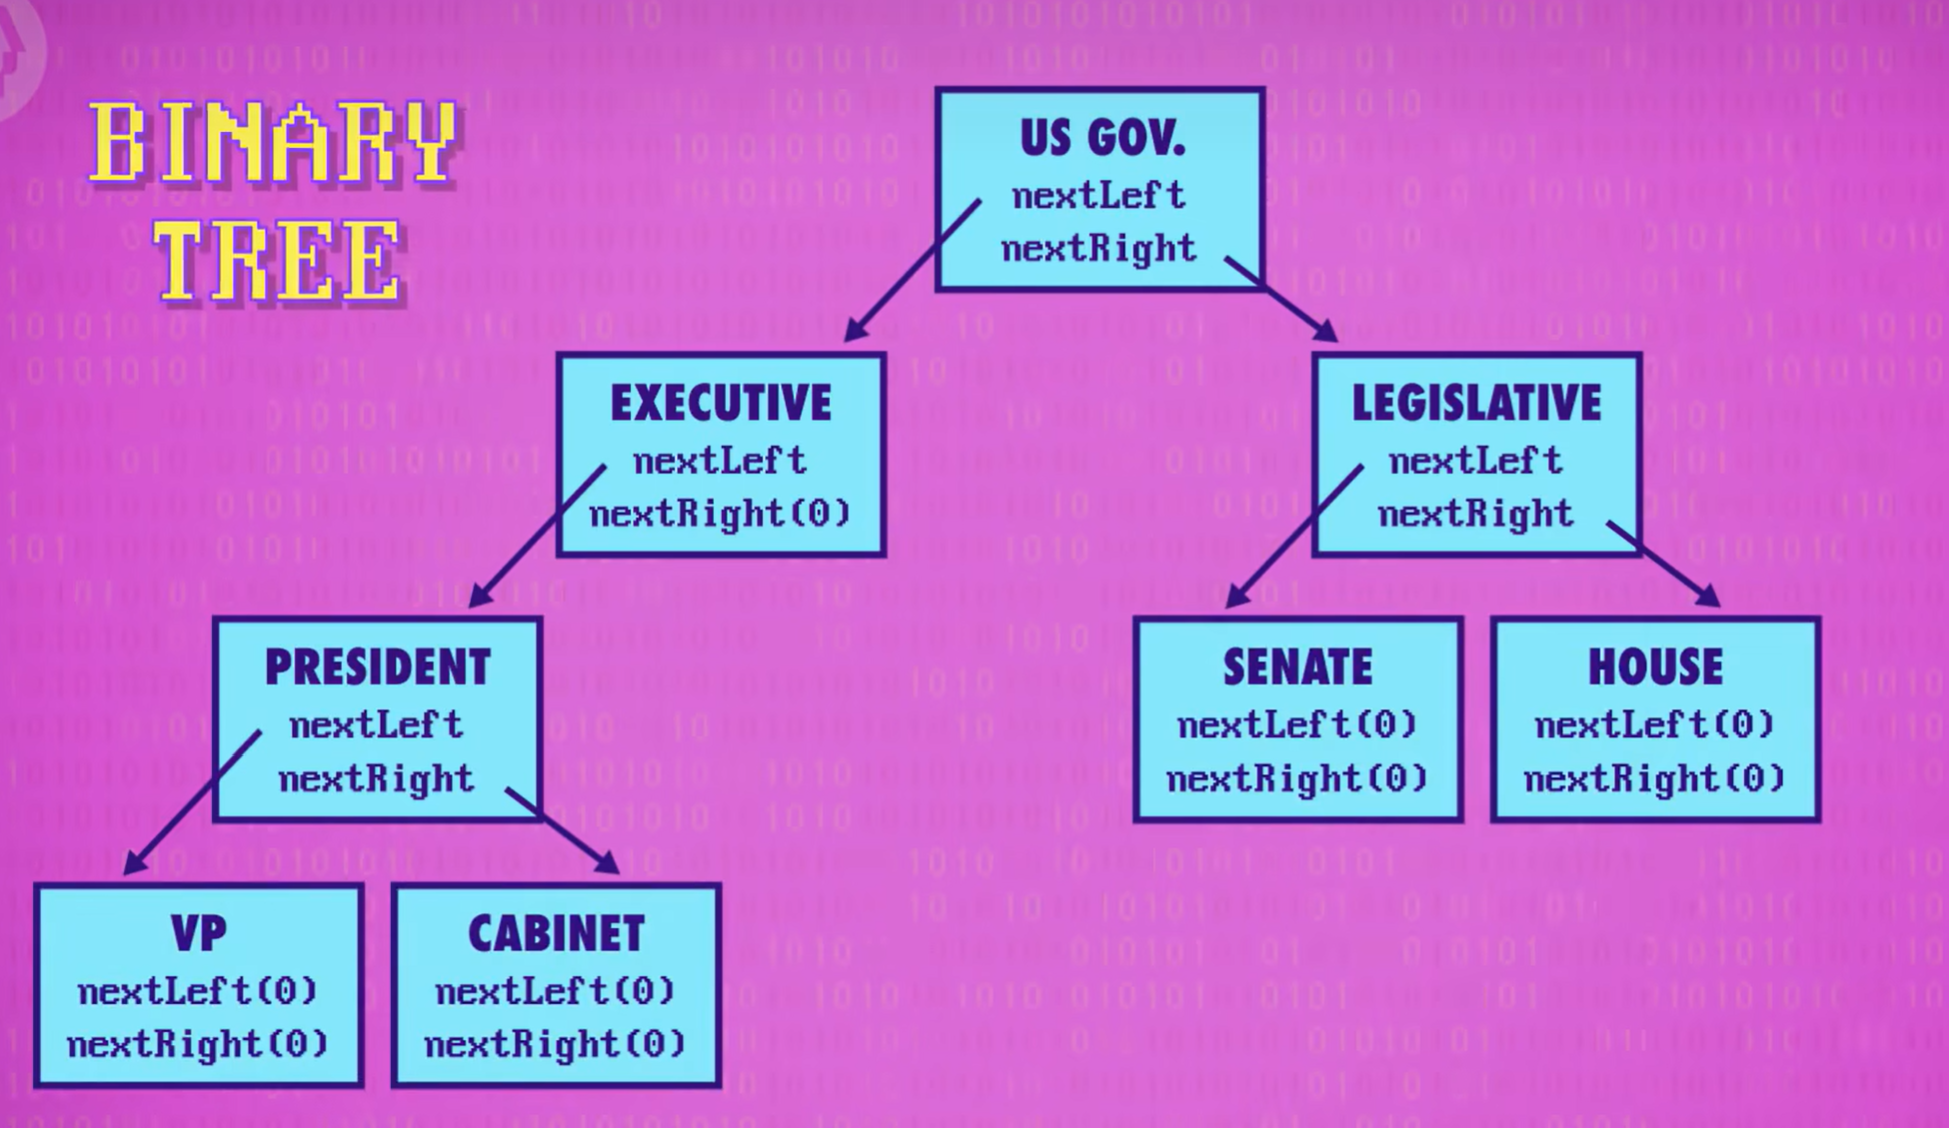 BINARY
TREE
US GOV.
nextLeft
nextRight
EXECUTIVE
nextLeft
nextRight(0)
LEGISLATIVE
nextLeft
nextRight
PRESIDENT
nextLeft
nextRight
SENATE
nextLeft(0)
nextRight(0)
HOUSE
nextLeft(0)
nextRight(0)
VP
nextLeft(0)
nextRight(0)
CABINET
nextLeft(0)
nextRight(0)